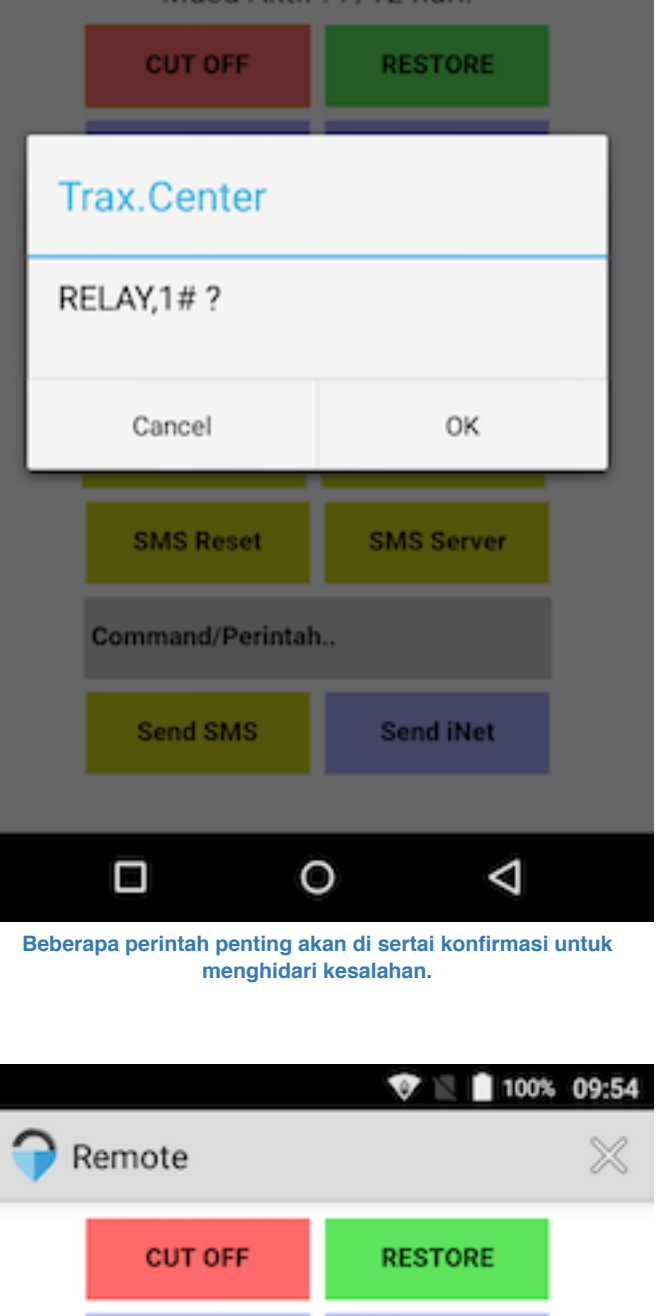 CUT OFF
RESTORE
Trax.Center
RELAY,1# ?
Cancel
OK
SMS Reset
SMS Server
Command/Perintah..
Send SMS
Send iNet
Beberapa perintah penting akan di sertai konfirmasi untuk
menghidari kesalahan.
100% 09:54
Remote
CUT OFF
RESTORE